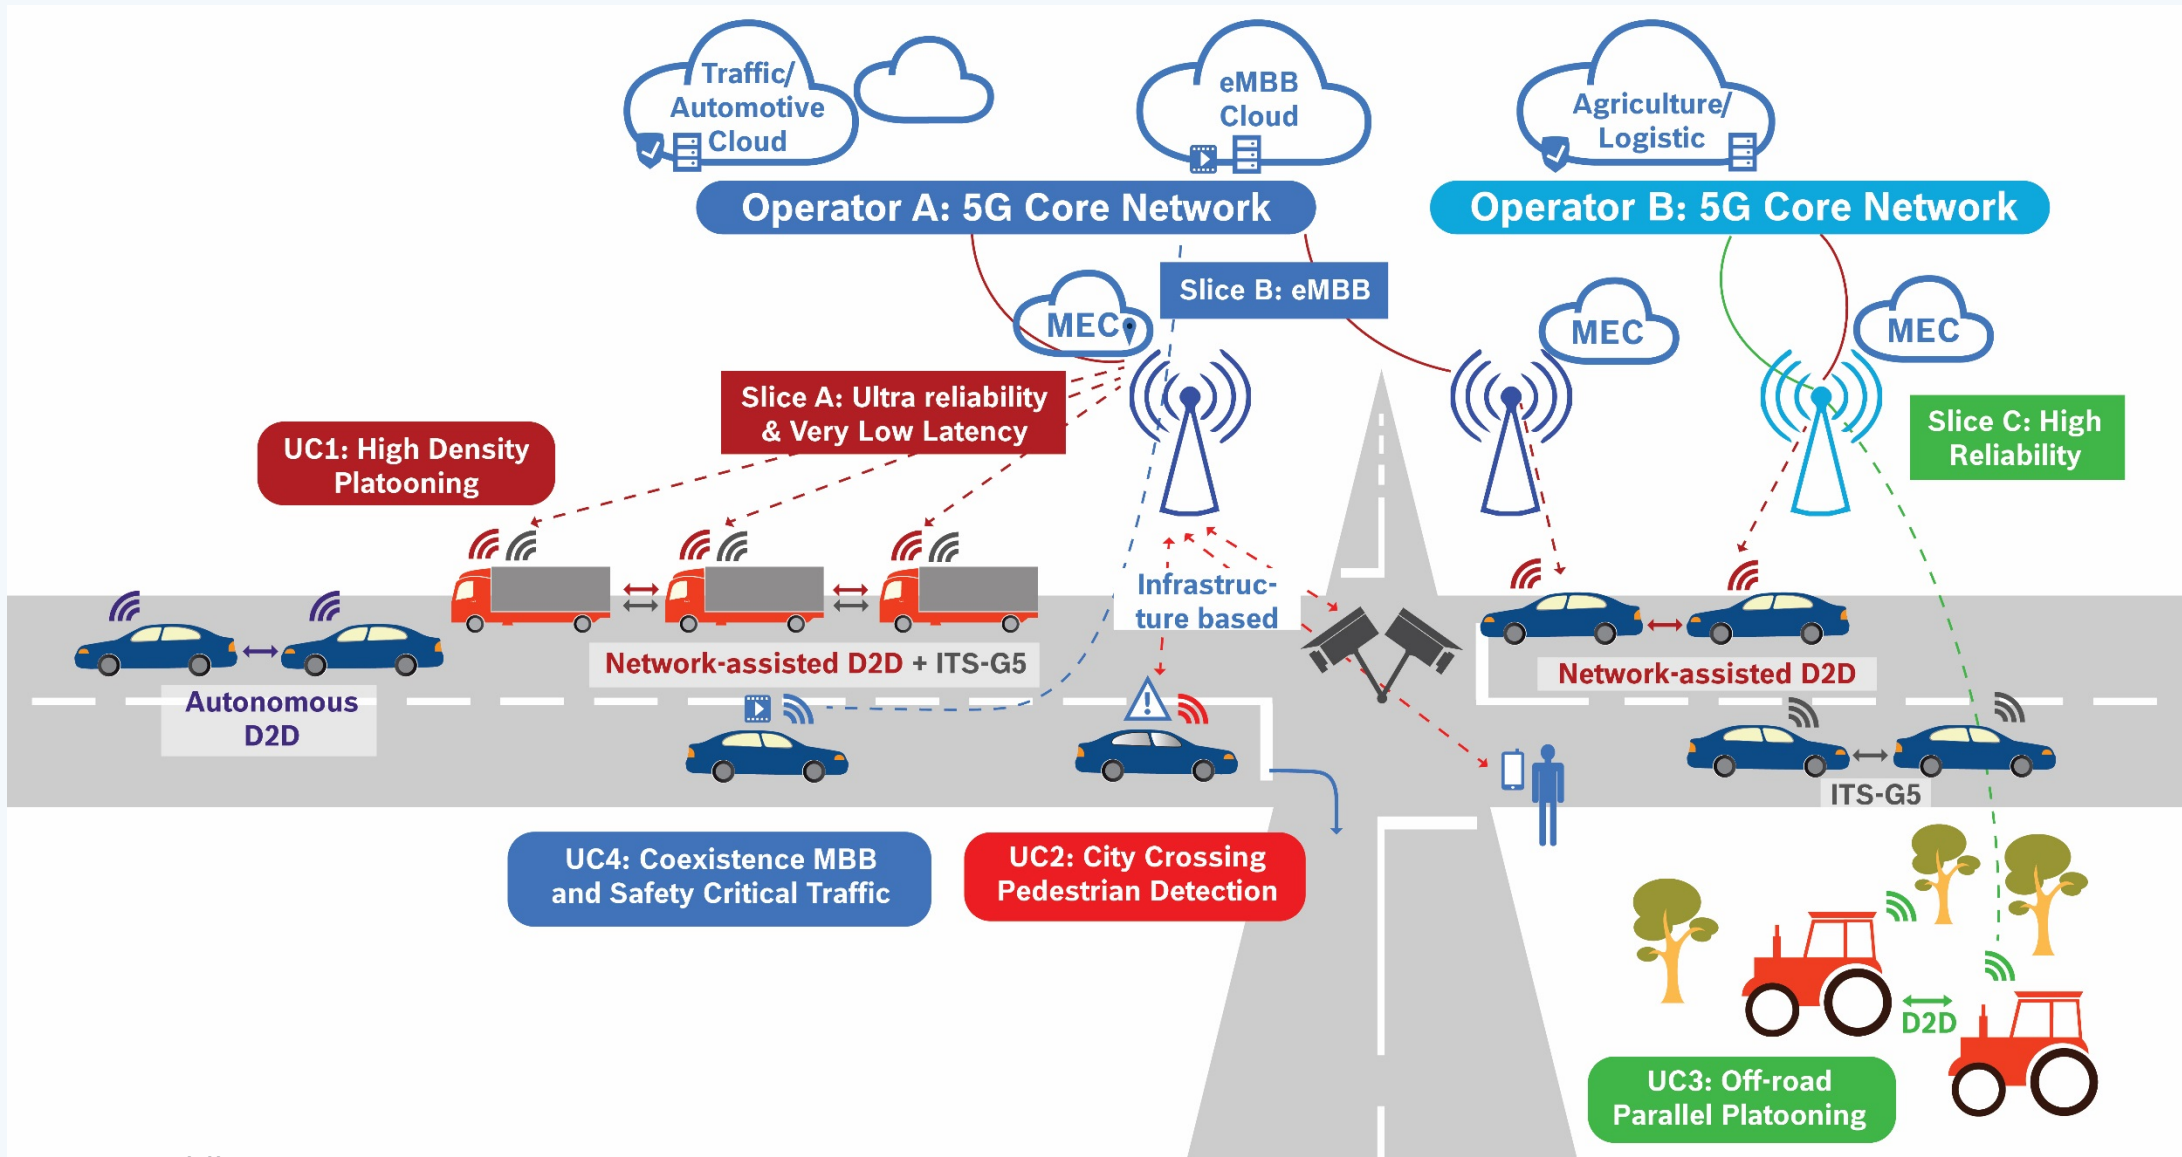 Traffic/
Automotive
Cloud
eMBB
Cloud
Agriculture/
Logistic
Operator A: 5G Core Network
Operator B: 5G Core Network
Slice B: eMBB
MEC
MEC
MEC
Slice A: Ultra reliability
& Very Low Latency
Slice C: High
Reliability
UC1: High Density
Platooning
Infrastruc-
ture based
Network-assisted D2D + ITS-G5
Network-assisted D2D
Autonomous
D2D
ITS-G5
UC4: Coexistence MBB
and Safety Critical Traffic
UC2: City Crossing
Pedestrian Detection
D2D
UC3: Off-road
Parallel Platooning